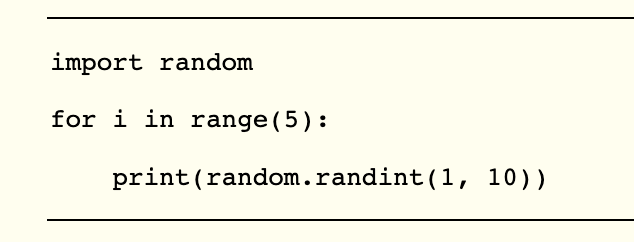 import random
for i in range(5):
    print(random.randint(1, 10))